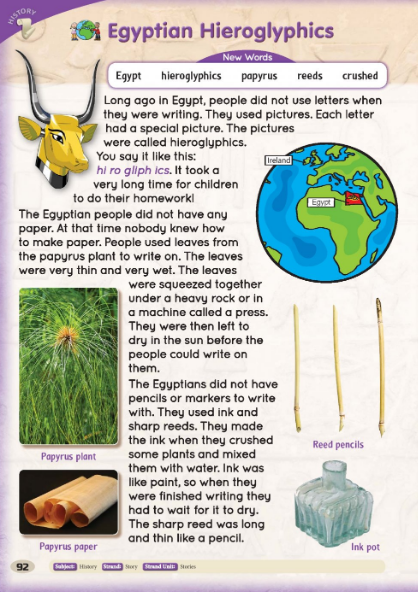 HISTORY
Egyptian Hieroglyphics
New Words
Egypt hieroglyphics papyrus reeds crushed
Long ago in Egypt, people did not use letters when
they were writing. They used pictures. Each letter
had a special picture. The pictures
were called hieroglyphics.
You say it like this:
hi ro gliph ics. It took a
very long time for children
to do their homework!
Ireland
Egypt
The Egyptian people did not have any
paper. At that time nobody knew how
to make paper. People used leaves from
the papyrus plant to write on. The leaves
were very thin and very wet. The leaves
were squeezed together
under a heavy rock or in
a machine called a press.
They were then left to
dry in the sun before the
people could write on
them.
The Egyptians did not have
pencils or markers to write
with. They used ink and
sharp reeds. They made
the ink when they crushed
some plants and mixed
them with water. Ink was
like paint, so when they
were finished writing they
had to wait for it to dry.
The sharp reed was long
and thin like a pencil.
Papyrus plant
Papyrus paper
Reed pencils
Ink pot
92 Subject: History Strand: Story Strand Unit: Stories